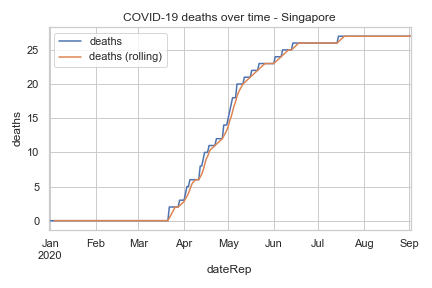 COVID-19 deaths over time - Singapore
deaths
deaths (rolling)
25
20
15
10
5
0
deaths
Jan Feb Mar Apr May Jun Jul Aug Sep
2020
dateRep